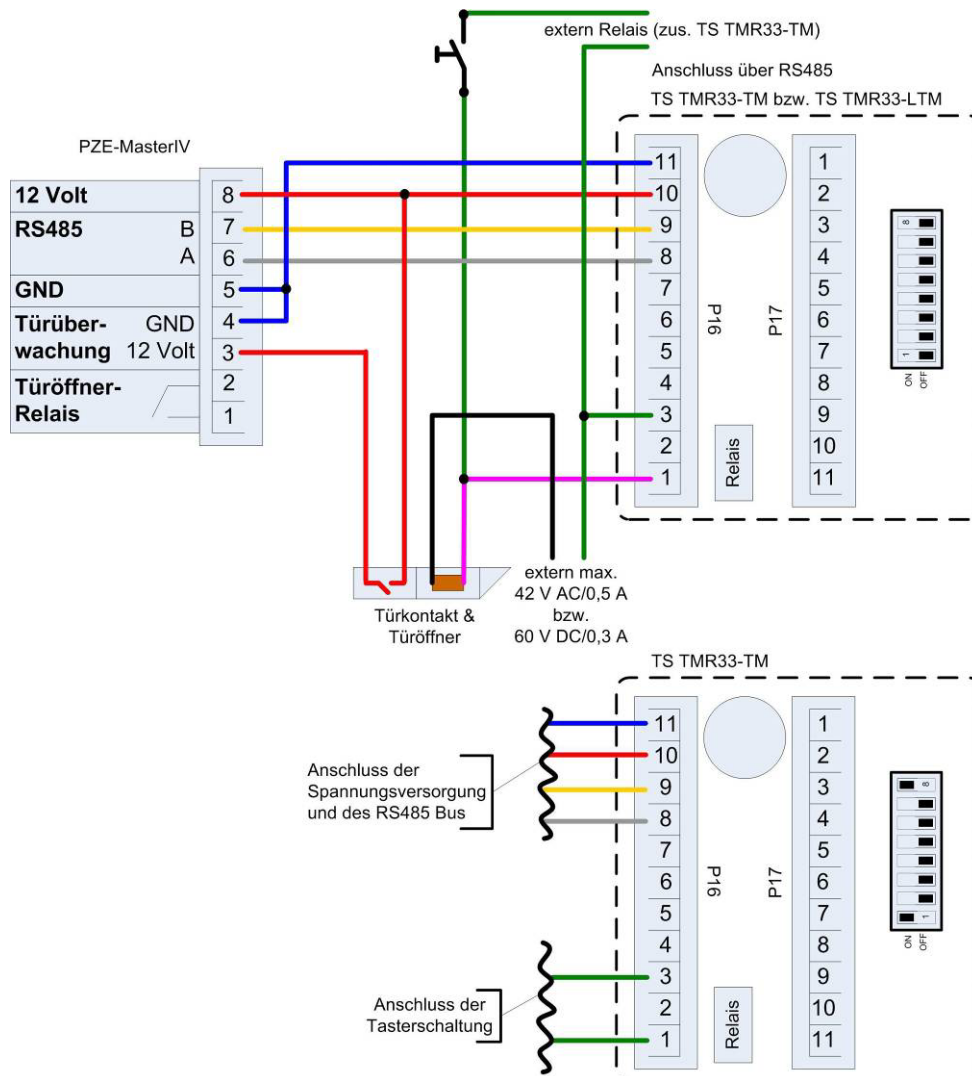 extern Relais (zus. TS TMR33-TM)
Anschluss über RS485
TS TMR33-TM bzw. TS TMR33-LTM
PZE-MasterIV
12 Volt 8
RS485 B 7
A 6
GND 5
Türüber- GND 4
wachung 12 Volt 3
Türöffner- 2
Relais 1
11
10
9
8
7
6
5
4
3
2
1
P16
Relais
P17
1
2
3
4
5
6
7
8
9
10
11
8
1
ON
OFF
Türkontakt &
Türöffner
extern max.
42 V AC/0,5 A
bzw.
60 V DC/0,3 A
TS TMR33-TM
Anschluss der
Spannungsversorgung
und des RS485 Bus
Anschluss der
Tasterschaltung
11
10
9
8
7
6
5
4
3
2
1
P16
Relais
P17
1
2
3
4
5
6
7
8
9
10
11
8
1
ON
OFF